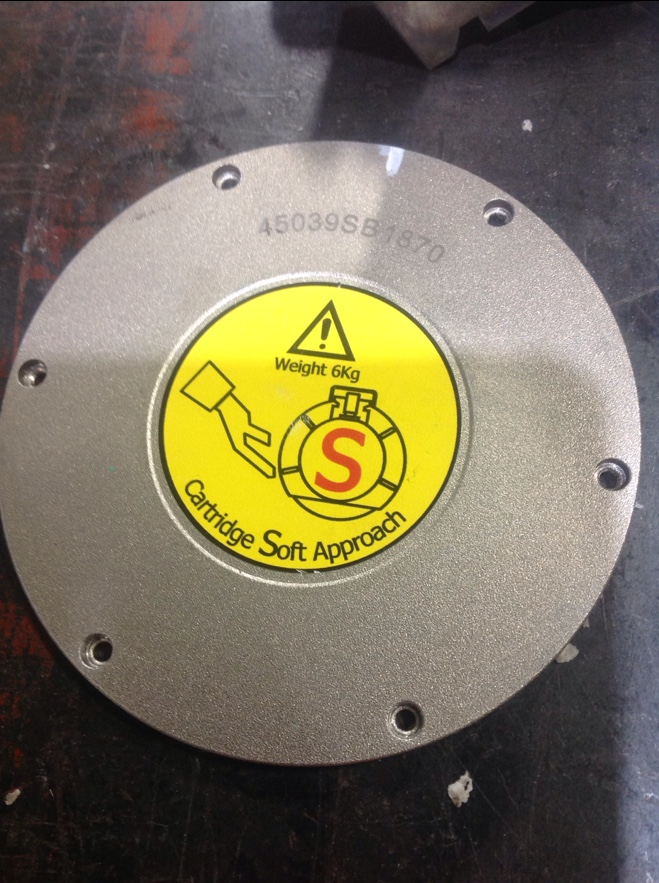 45039SB1870
Weight 6Kg
S
Cartridge Soft Approach